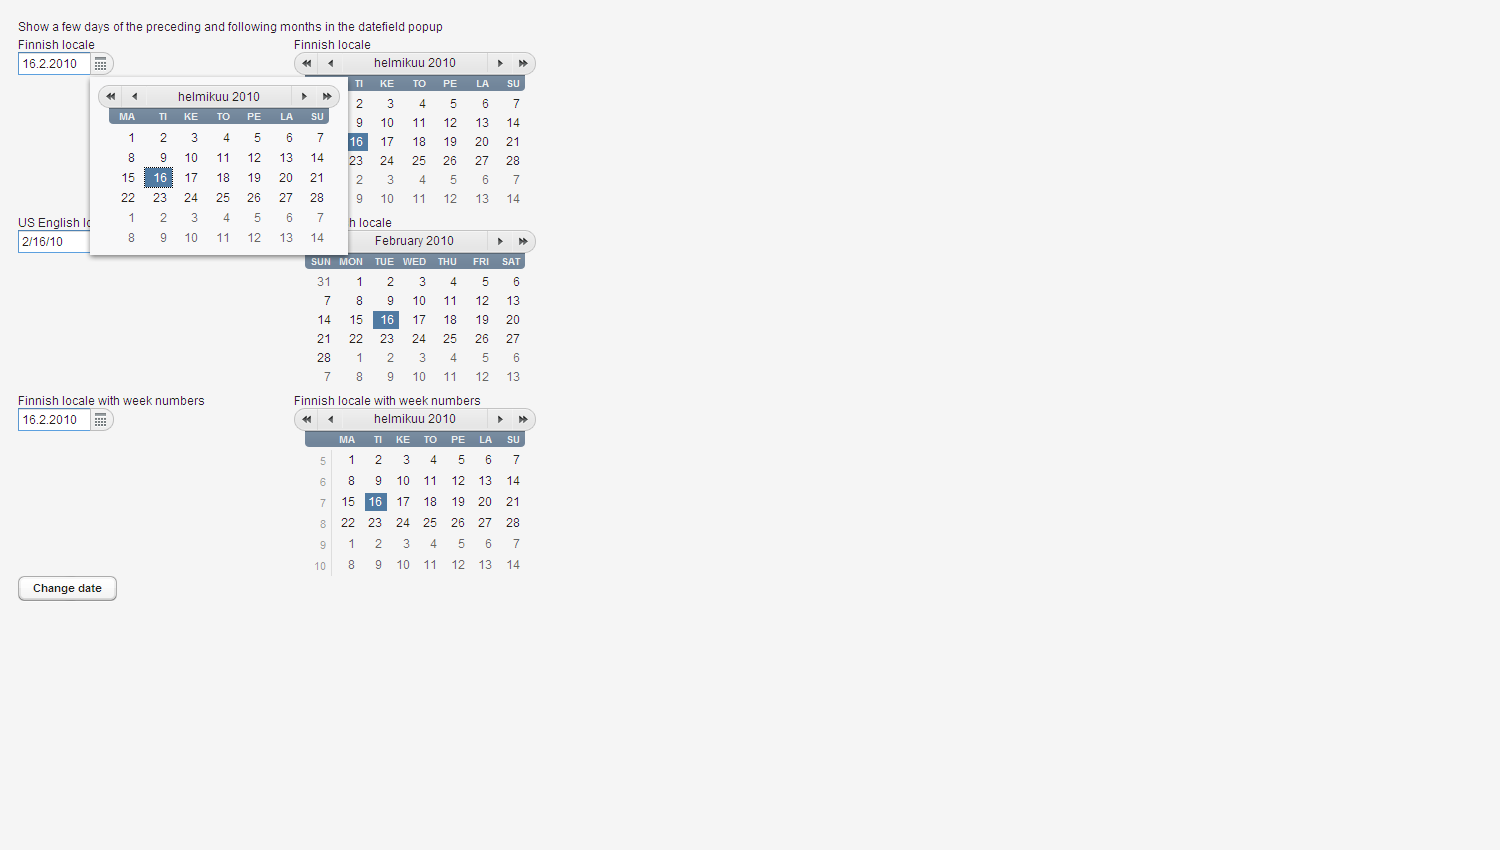 Show a few days of the preceding and following months in the datefield popup
Finnish locale
16.2.2010
helmikuu 2010
MA TI KE TO PE LA SU
1 2 3 4 5 6 7
8 9 10 11 12 13 14
15 16 17 18 19 20 21
22 23 24 25 26 27 28
1 2 3 4 5 6 7
8 9 10 11 12 13 14
Finnish locale
helmikuu 2010
TI KE TO PE LA SU
2 3 4 5 6 7
9 10 11 12 13 14
16 17 18 19 20 21
23 24 25 26 27 28
2 3 4 5 6 7
9 10 11 12 13 14
US English lo
2/16/10
h locale
February 2010
SUN MON TUE WED THU FRI SAT
31 1 2 3 4 5 6
7 8 9 10 11 12 13
14 15 16 17 18 19 20
21 22 23 24 25 26 27
28 1 2 3 4 5 6
7 8 9 10 11 12 13
Finnish locale with week numbers
16.2.2010
Finnish locale with week numbers
helmikuu 2010
MA TI KE TO PE LA SU
5 1 2 3 4 5 6 7
6 8 9 10 11 12 13 14
7 15 16 17 18 19 20 21
8 22 23 24 25 26 27 28
9 1 2 3 4 5 6 7
10 8 9 10 11 12 13 14
Change date